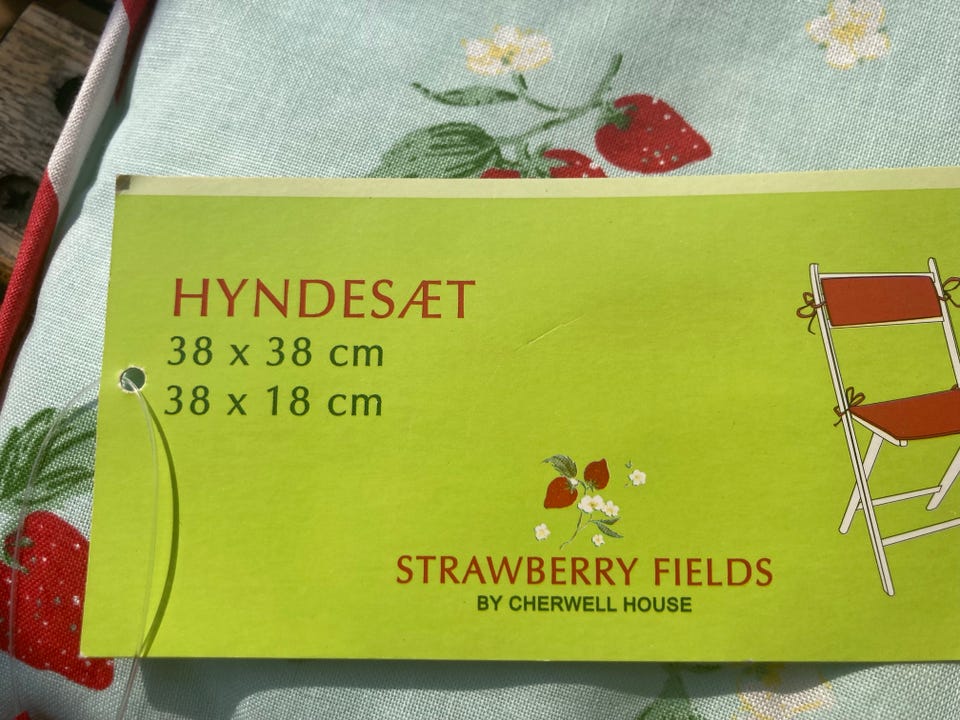 HYNDESÆT
38 x 38 cm
38 x 18 cm
STRAWBERRY FIELDS
BY CHERWELL HOUSE